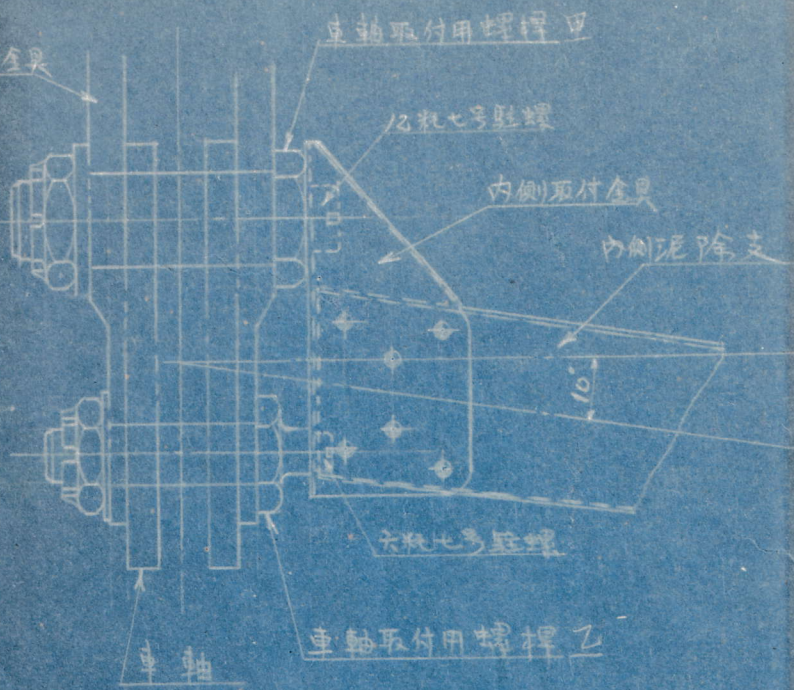 車軸取付用螺桿 甲
金具
乙粍七号駐螺
内側取付金具
内側泥除支
10°
六粍七号駐螺
車軸取付用螺桿 乙
車軸